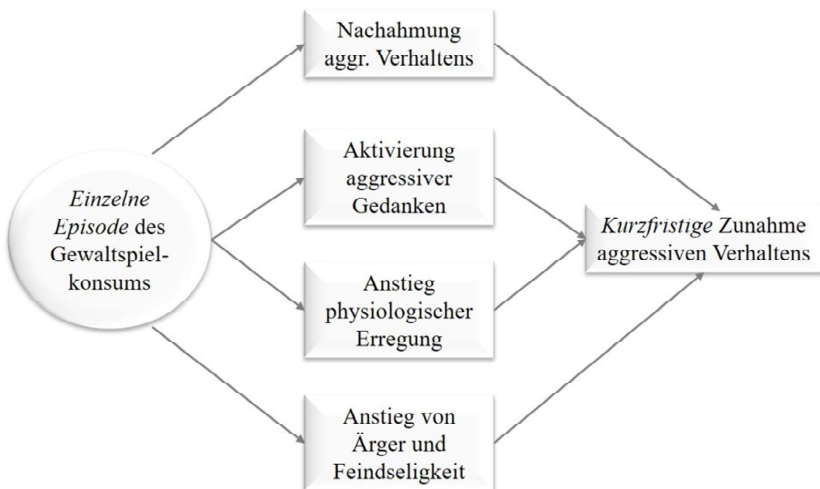 Nachahmung
aggr. Verhaltens
Einzelne
Episode des
Gewaltspiel-
konsums
Aktivierung
aggressiver
Gedanken
Anstieg
physiologischer
Erregung
Anstieg von
Ärger und
Feindseligkeit
Kurzfristige Zunahme
aggressiven Verhaltens